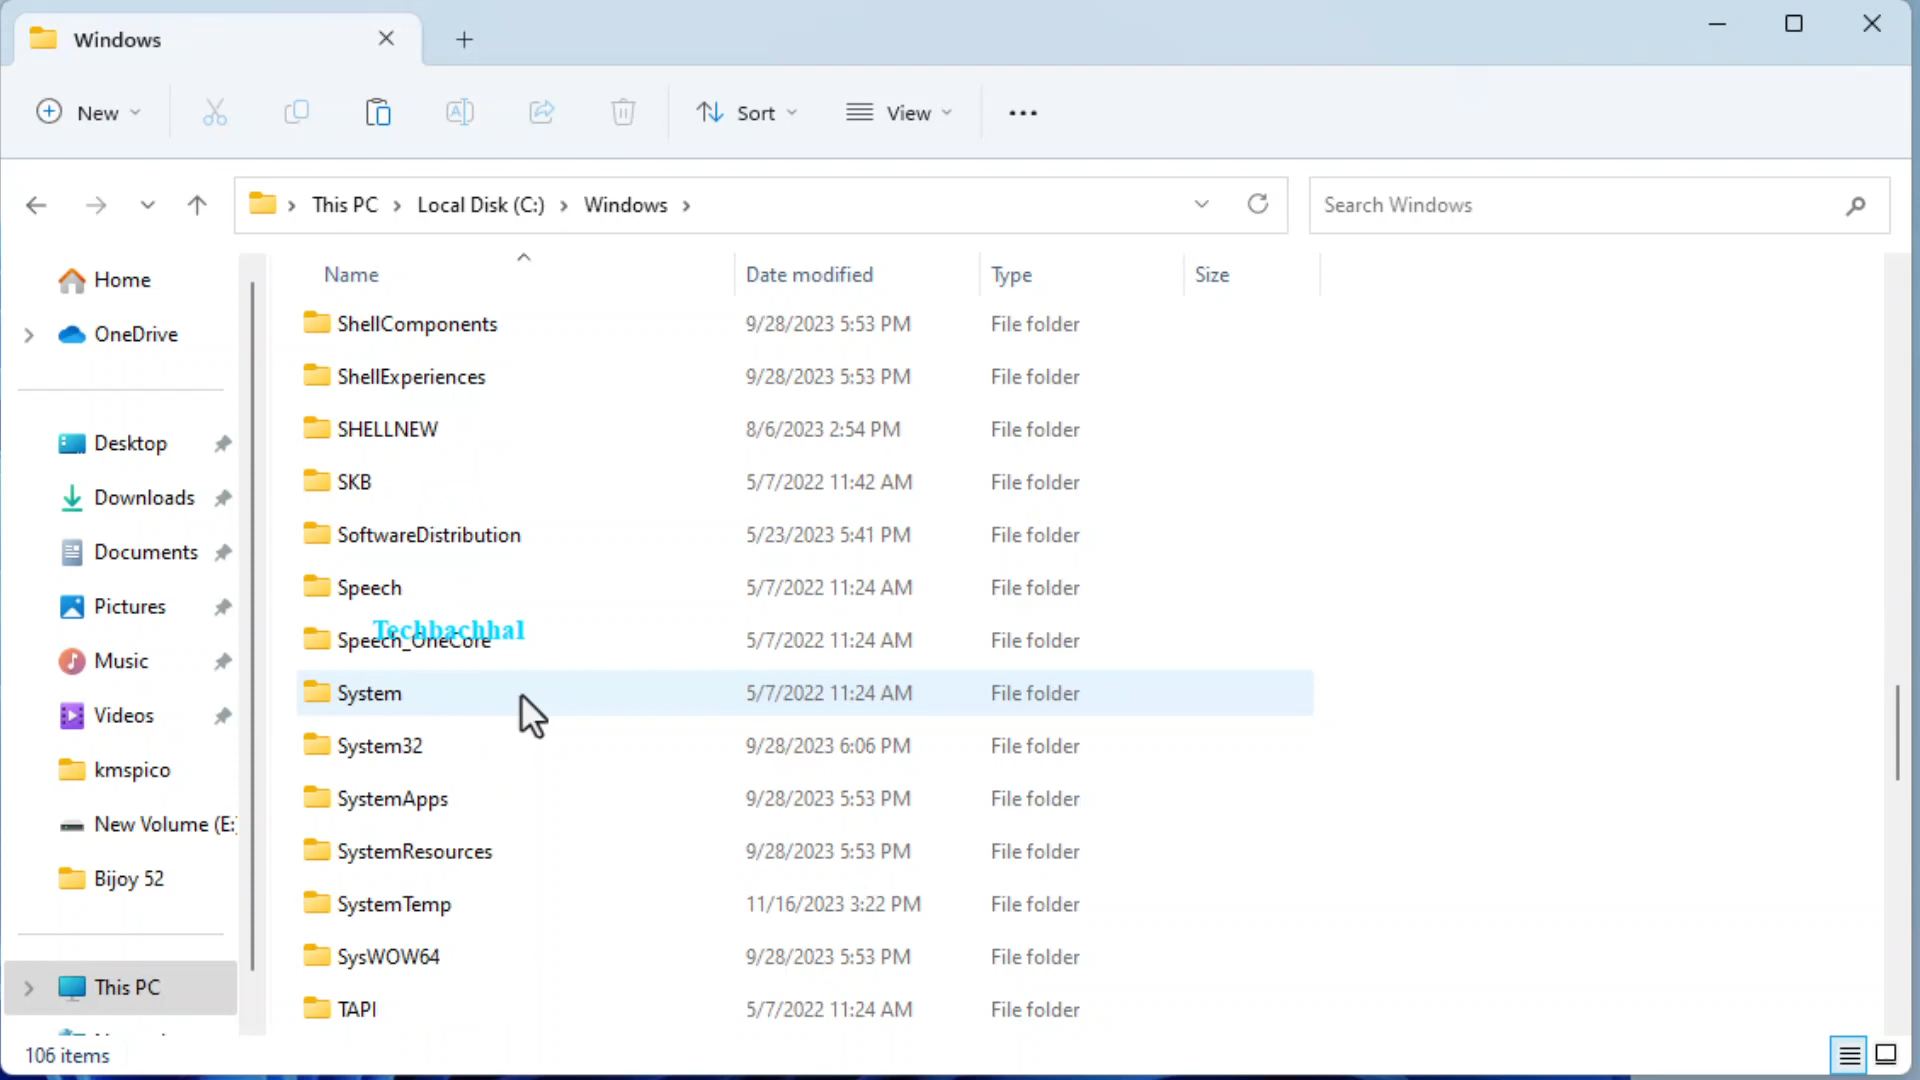 Windows
New
Sort
View
This PC
Local Disk (C:)
Windows
Search Windows
Home
OneDrive
Desktop
Downloads
Documents
Pictures
Music
Videos
kmspico
New Volume (E:
Bijoy 52
This PC
Name Date modified Type Size
ShellComponents 9/28/2023 5:53 PM File folder
ShellExperiences 9/28/2023 5:53 PM File folder
SHELLNEW 8/6/2023 2:54 PM File folder
SKB 5/7/2022 11:42 AM File folder
SoftwareDistribution 5/23/2023 5:41 PM File folder
Speech 5/7/2022 11:24 AM File folder
Techbachhal
Speech_OneCore 5/7/2022 11:24 AM File folder
System 5/7/2022 11:24 AM File folder
System32 9/28/2023 6:06 PM File folder
SystemApps 9/28/2023 5:53 PM File folder
SystemResources 9/28/2023 5:53 PM File folder
SystemTemp 11/16/2023 3:22 PM File folder
SysWOW64 9/28/2023 5:53 PM File folder
TAPI 5/7/2022 11:24 AM File folder
106 items